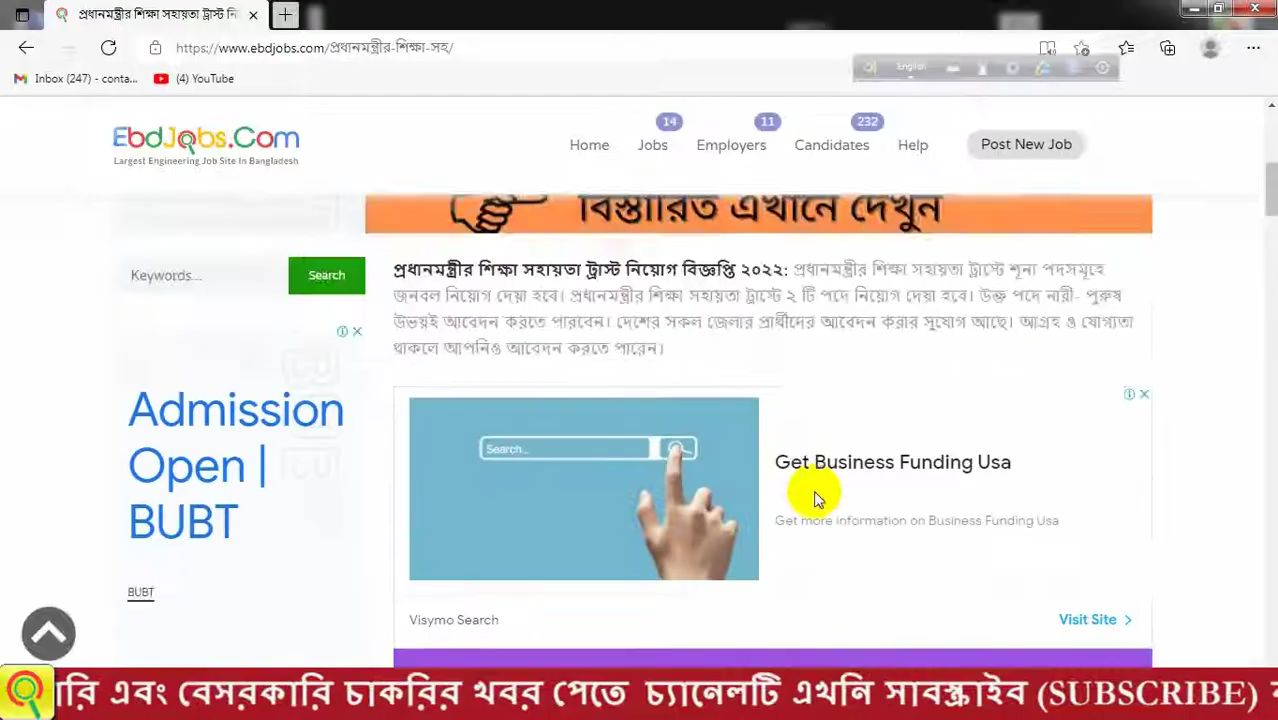 প্রধানমন্ত্রীর শিক্ষা সহায়তা ট্রাস্ট নি
https://www.ebdjobs.com/প্রধানমন্ত্রীর-শিক্ষা-সহ/
English
Inbox (247) - conta...
(4) YouTube
EbdJobs.Com
Largest Engineering Job Site In Bangladesh
14
11
232
Home
Jobs
Employers
Candidates
Help
Post New Job
বিস্তারিত এখানে দেখুন
Keywords...
Search
প্রধানমন্ত্রীর শিক্ষা সহায়তা ট্রাস্ট নিয়োগ বিজ্ঞপ্তি ২০২২: প্রধানমন্ত্রীর শিক্ষা সহায়তা ট্রাস্টে শূন্য পদসমূহে
জনবল নিয়োগ দেয়া হবে। প্রধানমন্ত্রীর শিক্ষা সহায়তা ট্রাস্টে ২ টি পদে নিয়োগ দেয়া হবে। উক্ত পদে নারী- পুরুষ
উভয়ই আবেদন করতে পারবেন। দেশের সকল জেলার প্রার্থীদের আবেদন করার সুযোগ আছে। আগ্রহ ও যোগ্যতা
থাকলে আপনিও আবেদন করতে পারেন।
Admission
Open |
BUBT
BUBT
Search...
Get Business Funding Usa
Get more information on Business Funding Usa
Visymo Search
Visit Site
ারি এবং বেসরকারি চাকরির খবর পেতে চ্যানেলটি এখনি সাবস্ক্রাইব (SUBSCRIBE)